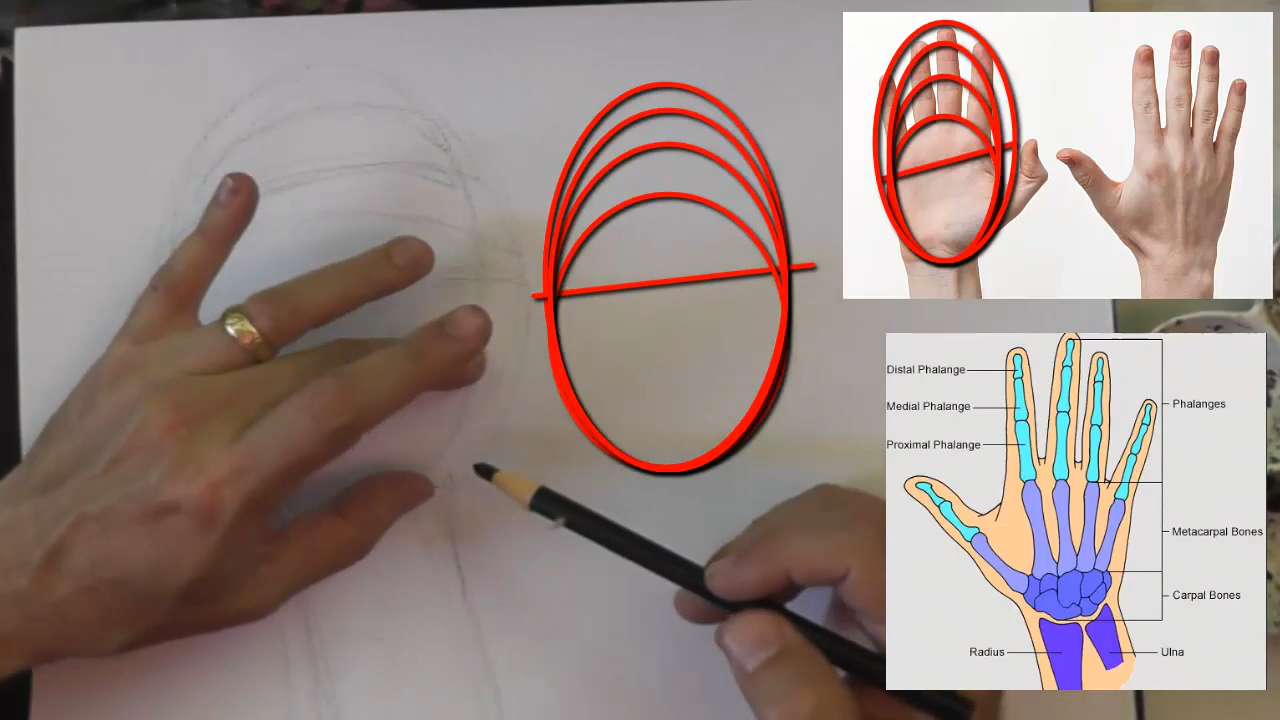 Distal Phalange
Medial Phalange
Proximal Phalange
Phalanges
Metacarpal Bones
Carpal Bones
Radius
Ulna